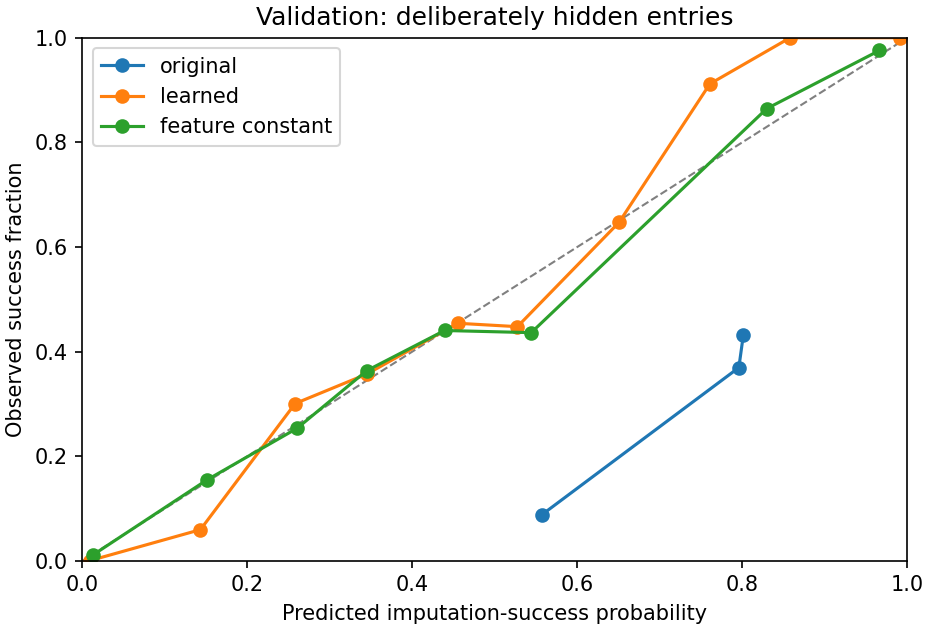 Validation: deliberately hidden entries
original
learned
feature constant
1.0
0.8
0.6
0.4
0.2
0.0
Observed success fraction
0.0 0.2 0.4 0.6 0.8 1.0
Predicted imputation-success probability